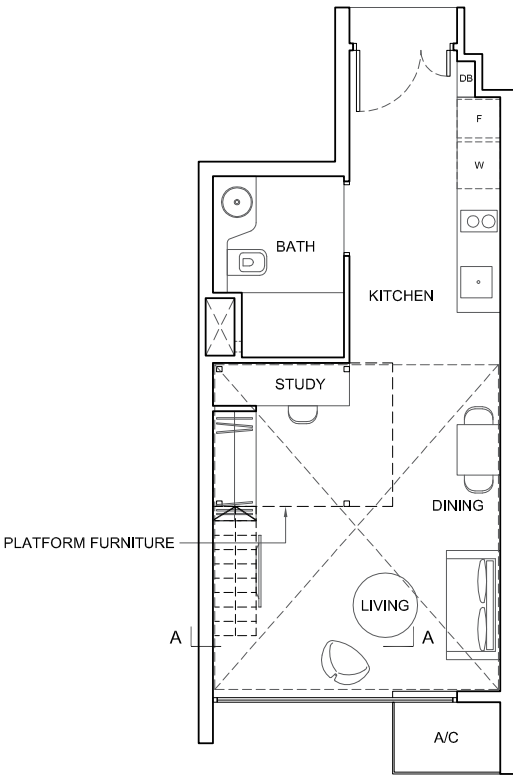 DB
F
W
BATH
KITCHEN
STUDY
DINING
PLATFORM FURNITURE
LIVING
A
A
A/C